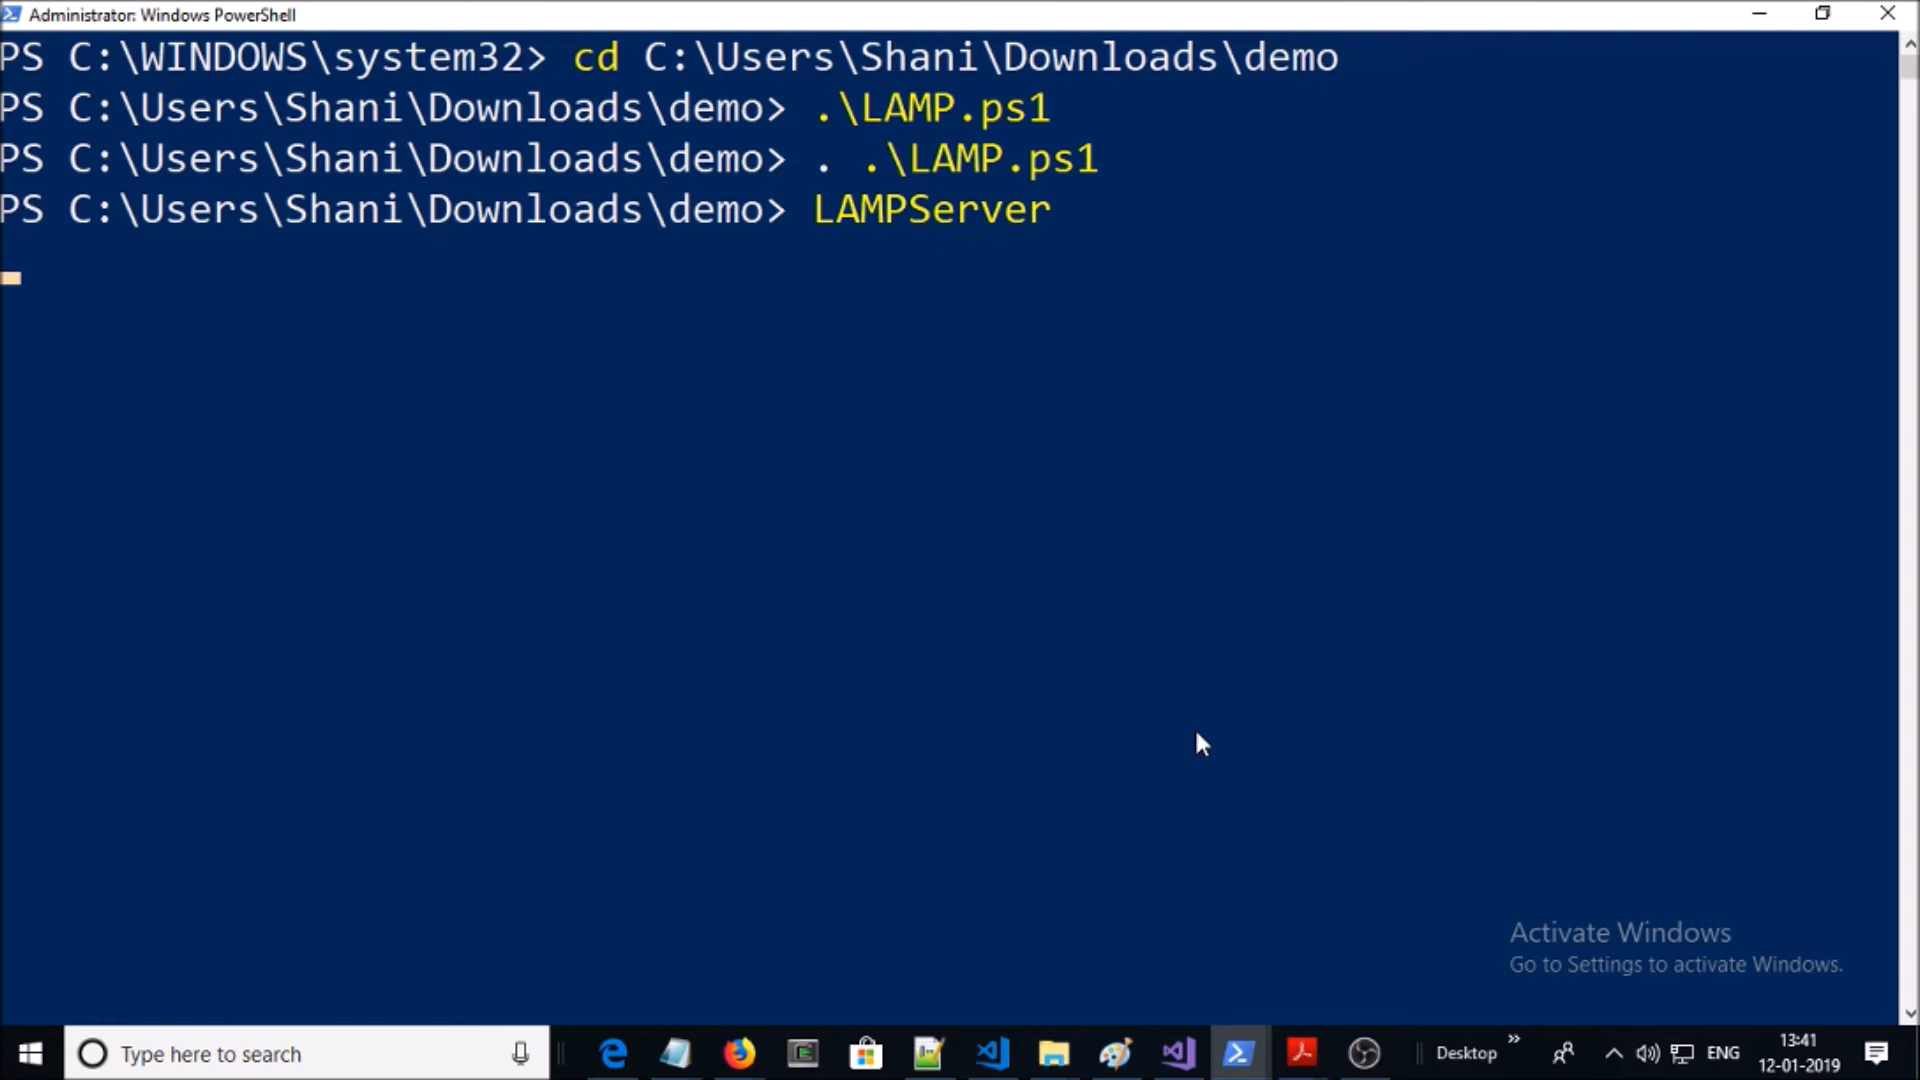 Administrator: Windows PowerShell
PS C:\WINDOWS\system32> cd C:\Users\Shani\Downloads\demo
PS C:\Users\Shani\Downloads\demo> .\LAMP.ps1
PS C:\Users\Shani\Downloads\demo> . .\LAMP.ps1
PS C:\Users\Shani\Downloads\demo> LAMPServer
Activate Windows
Go to Settings to activate Windows.
Type here to search
Desktop
ENG
13:41
12-01-2019